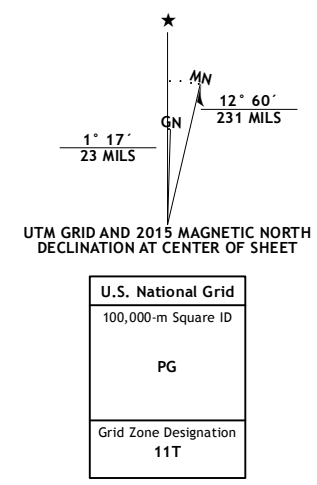 ★
MN
GN
12° 60´
231 MILS
1° 17´
23 MILS
UTM GRID AND 2015 MAGNETIC NORTH
DECLINATION AT CENTER OF SHEET
U.S. National Grid
100,000-m Square ID
PG
Grid Zone Designation
11T